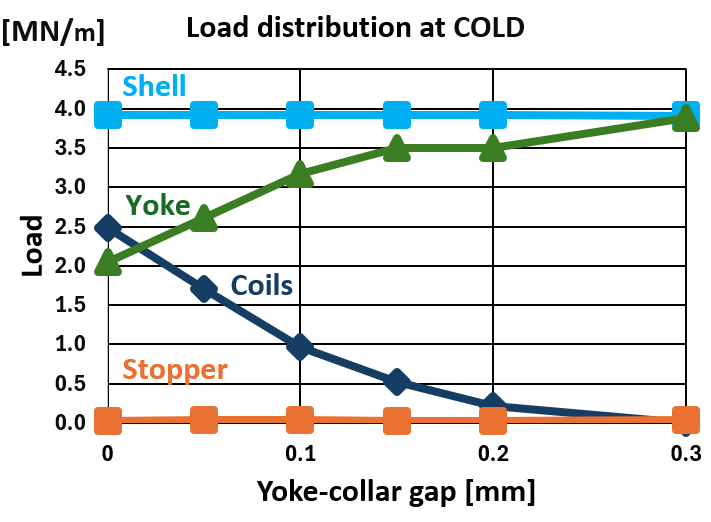 Load distribution at COLD
[MN/m]
4.5
4.0
3.5
3.0
2.5
2.0
1.5
1.0
0.5
0.0
Load
Shell
Yoke
Coils
Stopper
0 0.1 0.2 0.3
Yoke-collar gap [mm]